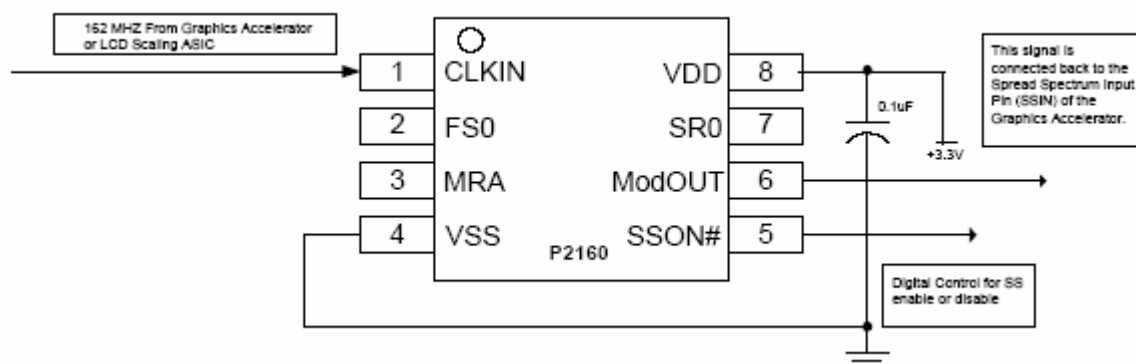 162 MHZ From Graphics Accelerator
or LCD Scaling ASIC
1 CLKIN VDD 8
2 FS0 SR0 7
3 MRA ModOUT 6
4 VSS SSON# 5
P2160
0.1uF
+3.3V
This signal is
connected back to the
Spread Spectrum Input
Pin (SSIN) of the
Graphics Accelerator.
Digital Control for SS
enable or disable